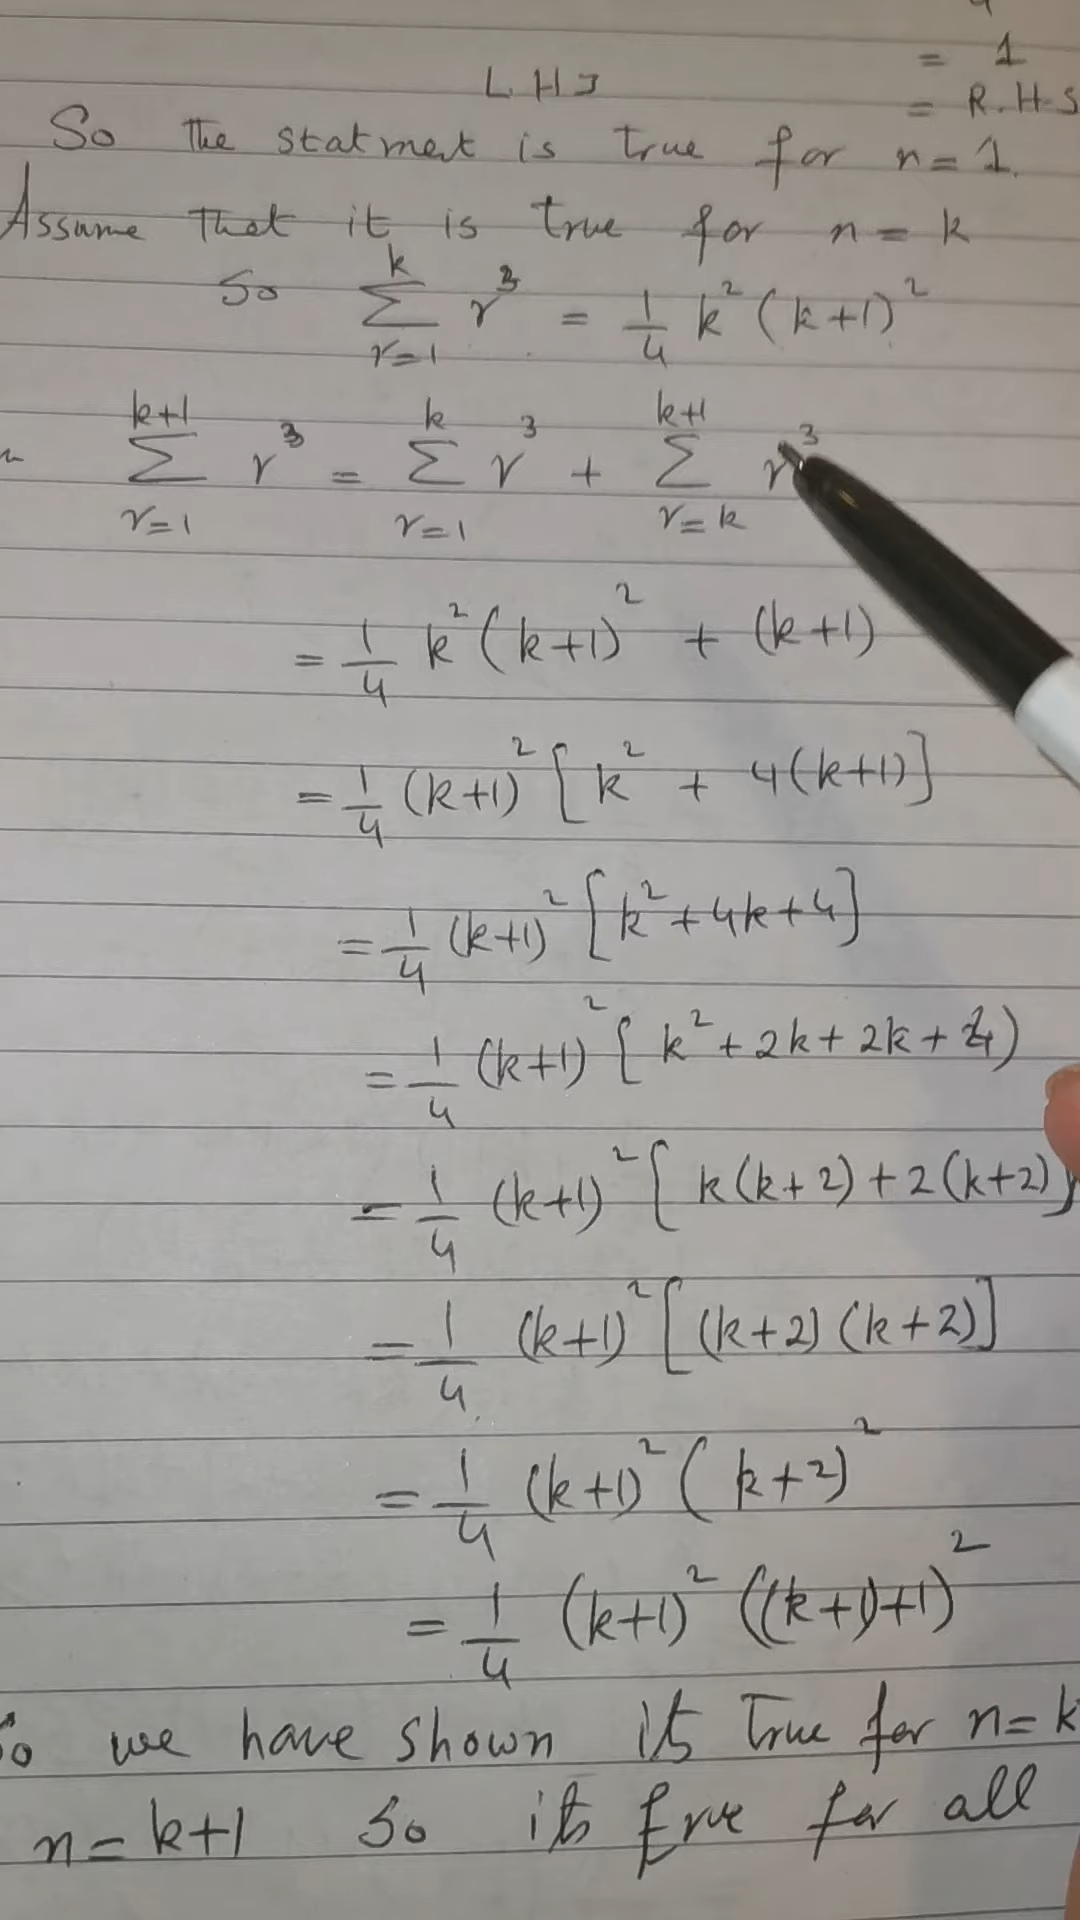 = 1
L.H.S = R.H.S
So the statment is true for n=1.
Assume that it is true for n = k
So ∑_{r=1}^{k} r³ = 1/4 k² (k+1)²
∑_{r=1}^{k+1} r³ = ∑_{r=1}^{k} r³ + ∑_{r=k}^{k+1} r³
= 1/4 k² (k+1)² + (k+1)
= 1/4 (k+1)² [k² + 4(k+1)]
= 1/4 (k+1)² [k²+4k+4]
= 1/4 (k+1)² [k²+2k+2k+4)
= 1/4 (k+1)² [k(k+2)+2(k+2)]
= 1/4 (k+1)² [(k+2)(k+2)]
= 1/4 (k+1)² (k+2)²
= 1/4 (k+1)² ((k+1)+1)²
So we have shown its true for n=k
n=k+1 So its true for all